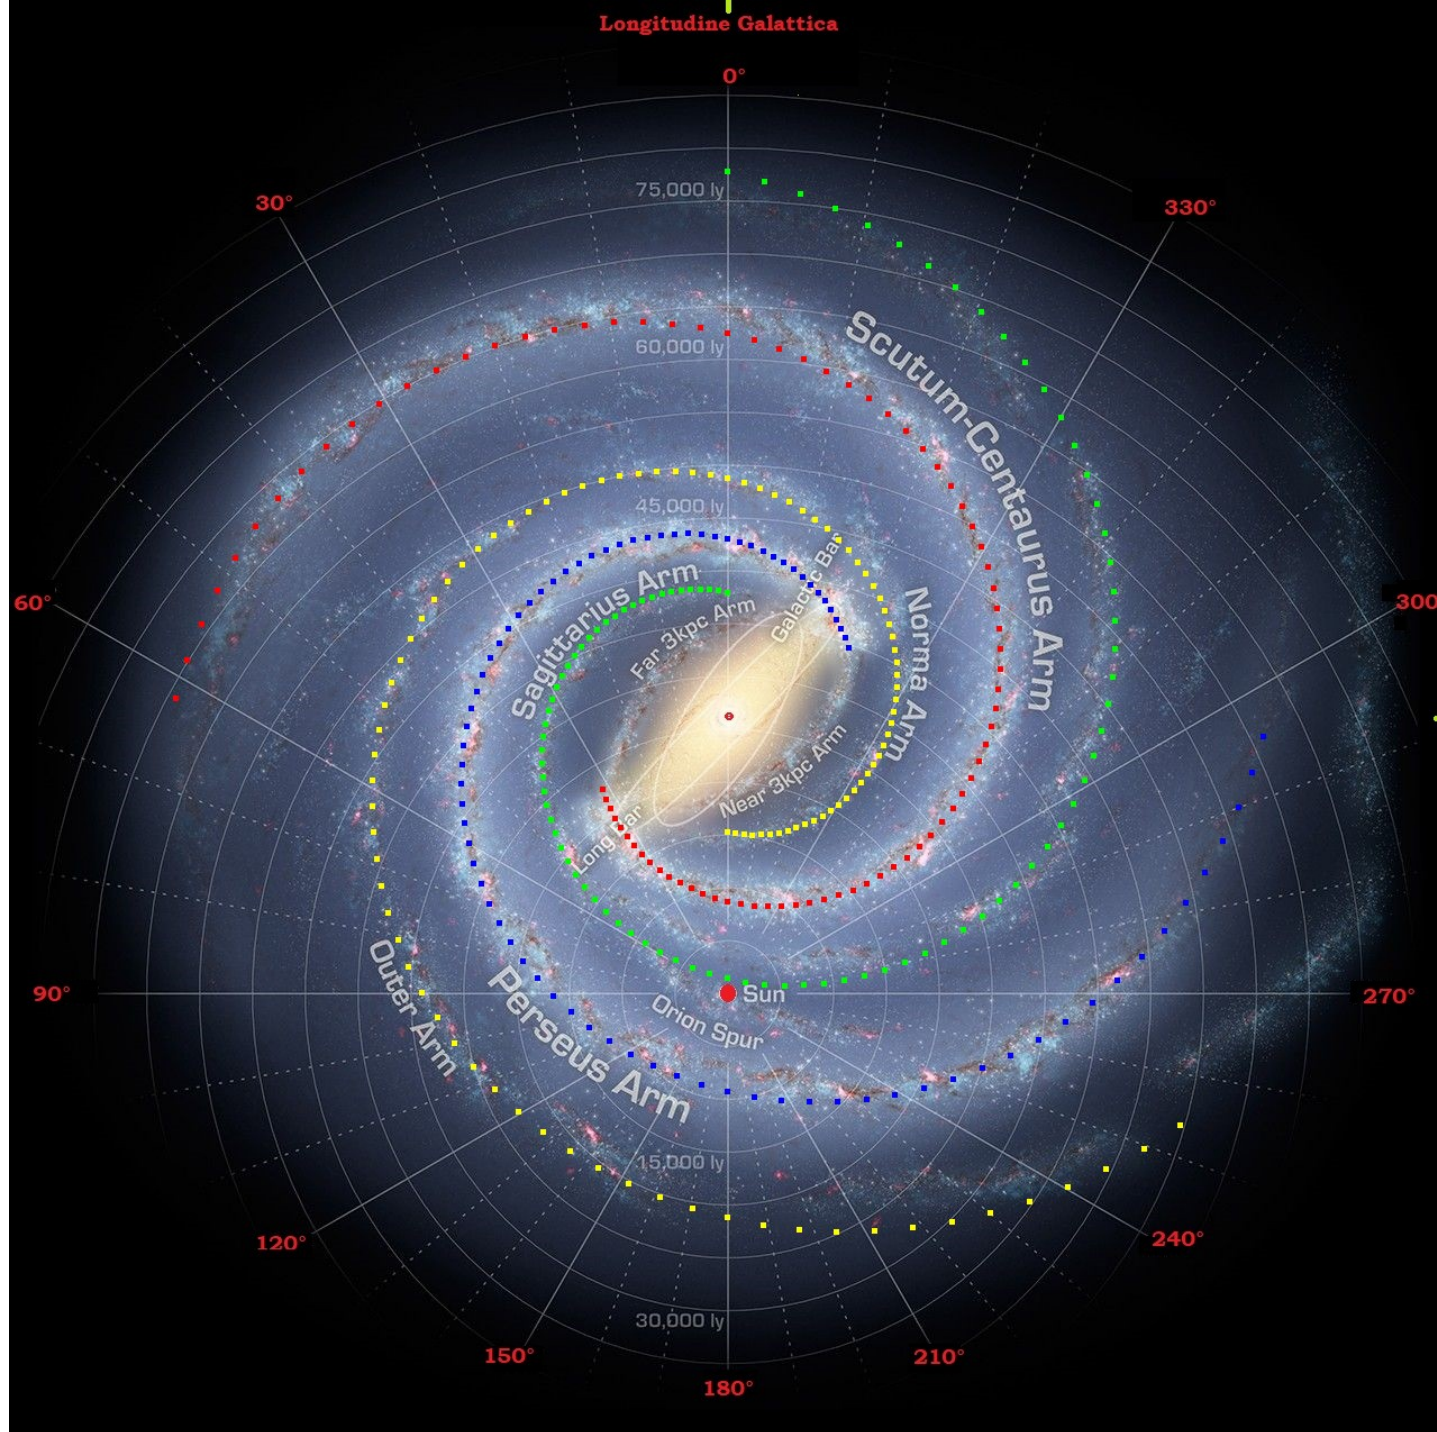 Longitudine Galattica
0°
30°
330°
75,000 ly
60,000 ly
Scutum-Centaurus Arm
45,000 ly
Galactic Bar
Sagittarius Arm
Far 3kpc Arm
Norma Arm
60°
300
Near 3kpc Arm
Long Bar
90°
Sun
270°
Outer Arm
Perseus Arm
Orion Spur
15,000 ly
120°
240°
30,000 ly
150°
210°
180°